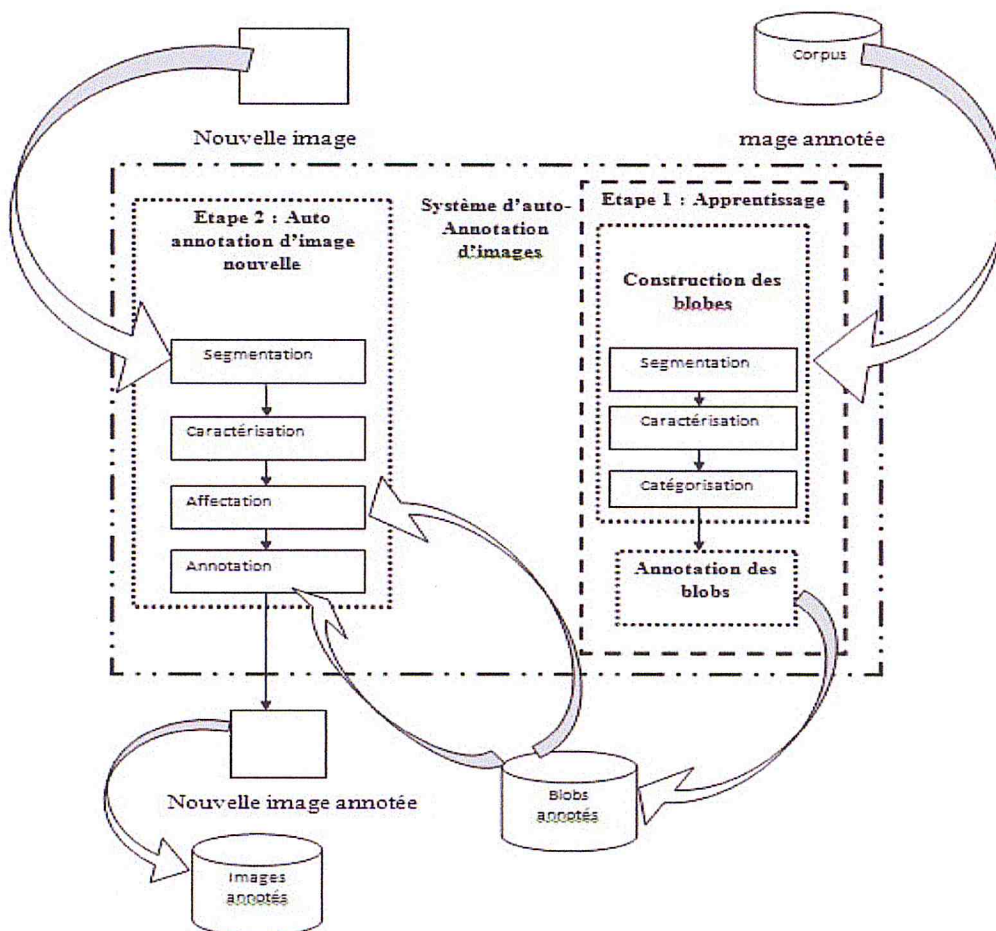 Corpus
Nouvelle image
mage annotée
Etape 2 : Auto
annotation d'image
nouvelle
Système d'auto-
Annotation
d'images
Etape 1 : Apprentissage
Construction des
blobes
Segmentation
Caractérisation
Affectation
Annotation
Segmentation
Caractérisation
Catégorisation
Annotation des
blobs
Nouvelle image annotée
Blobs
annotés
Images
annotés